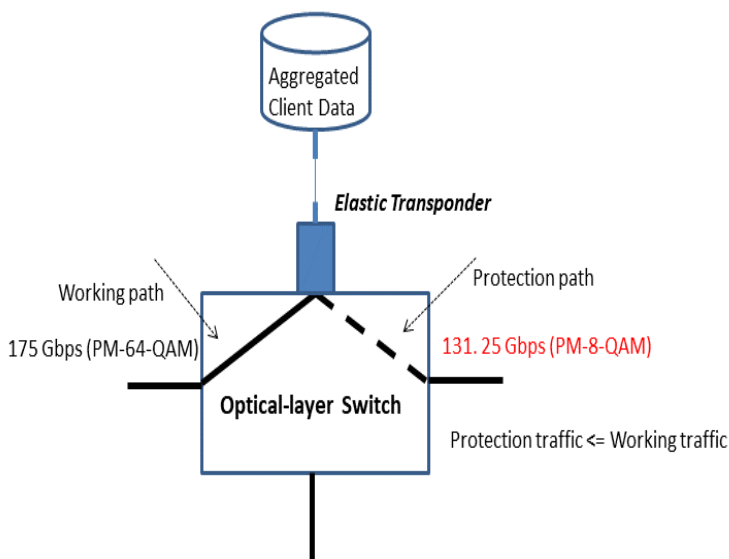 Aggregated
Client Data
Elastic Transponder
Working path
Protection path
175 Gbps (PM-64-QAM)
131. 25 Gbps (PM-8-QAM)
Optical-layer Switch
Protection traffic <= Working traffic